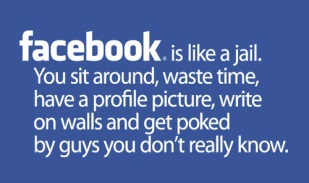 facebook® is like a jail.
You sit around, waste time,
have a profile picture, write
on walls and get poked
by guys you don't really know.